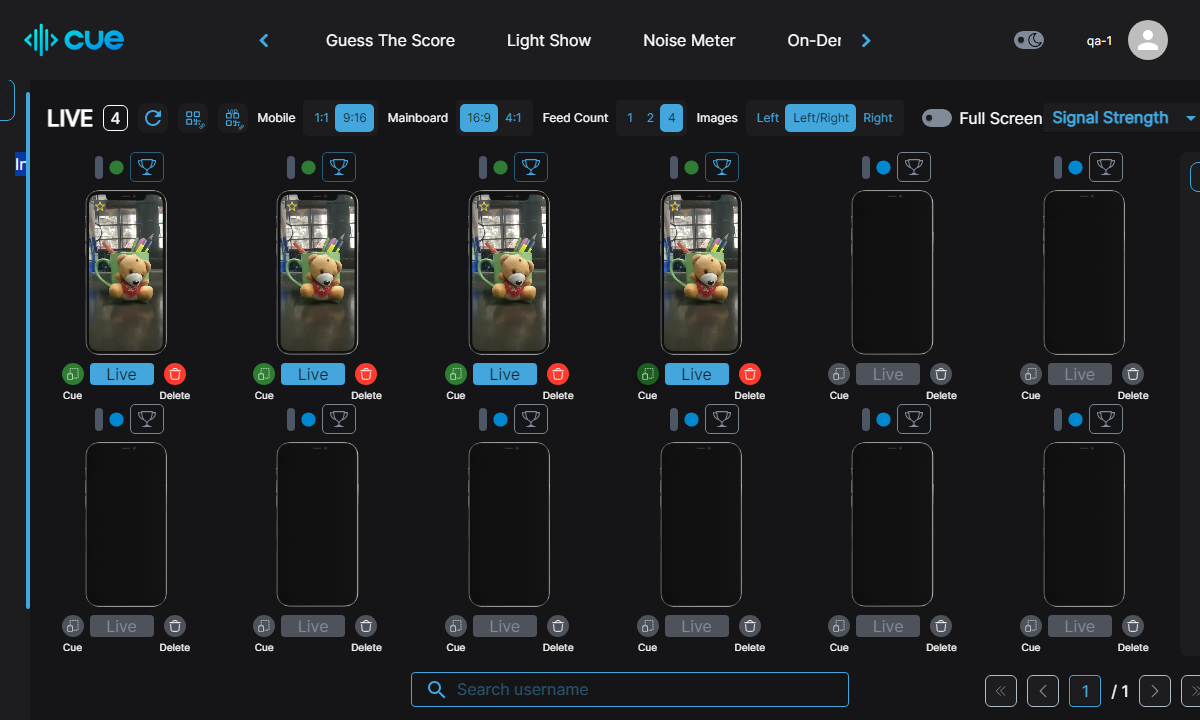 cue
Guess The Score
Light Show
Noise Meter
On-Der
qa-1
LIVE 4
Mobile 1:1 9:16
Mainboard 16:9 4:1
Feed Count 1 2 4
Images Left Left/Right Right
Full Screen
Signal Strength
In
Live Live Live Live Live Live
Cue Delete Cue Delete Cue Delete Cue Delete Cue Delete Cue Delete
Live Live Live Live Live Live
Cue Delete Cue Delete Cue Delete Cue Delete Cue Delete Cue Delete
Search username
1 / 1